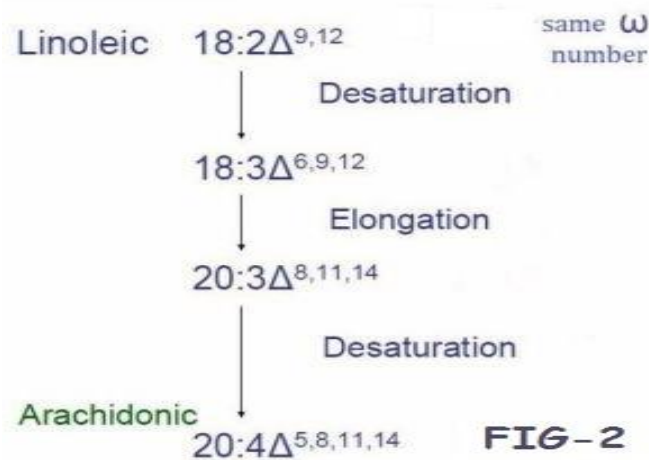 Linoleic 18:2Δ⁹,¹² same ω
number
Desaturation
18:3Δ⁶,⁹,¹²
Elongation
20:3Δ⁸,¹¹,¹⁴
Desaturation
Arachidonic
20:4Δ⁵,⁸,¹¹,¹⁴ FIG-2